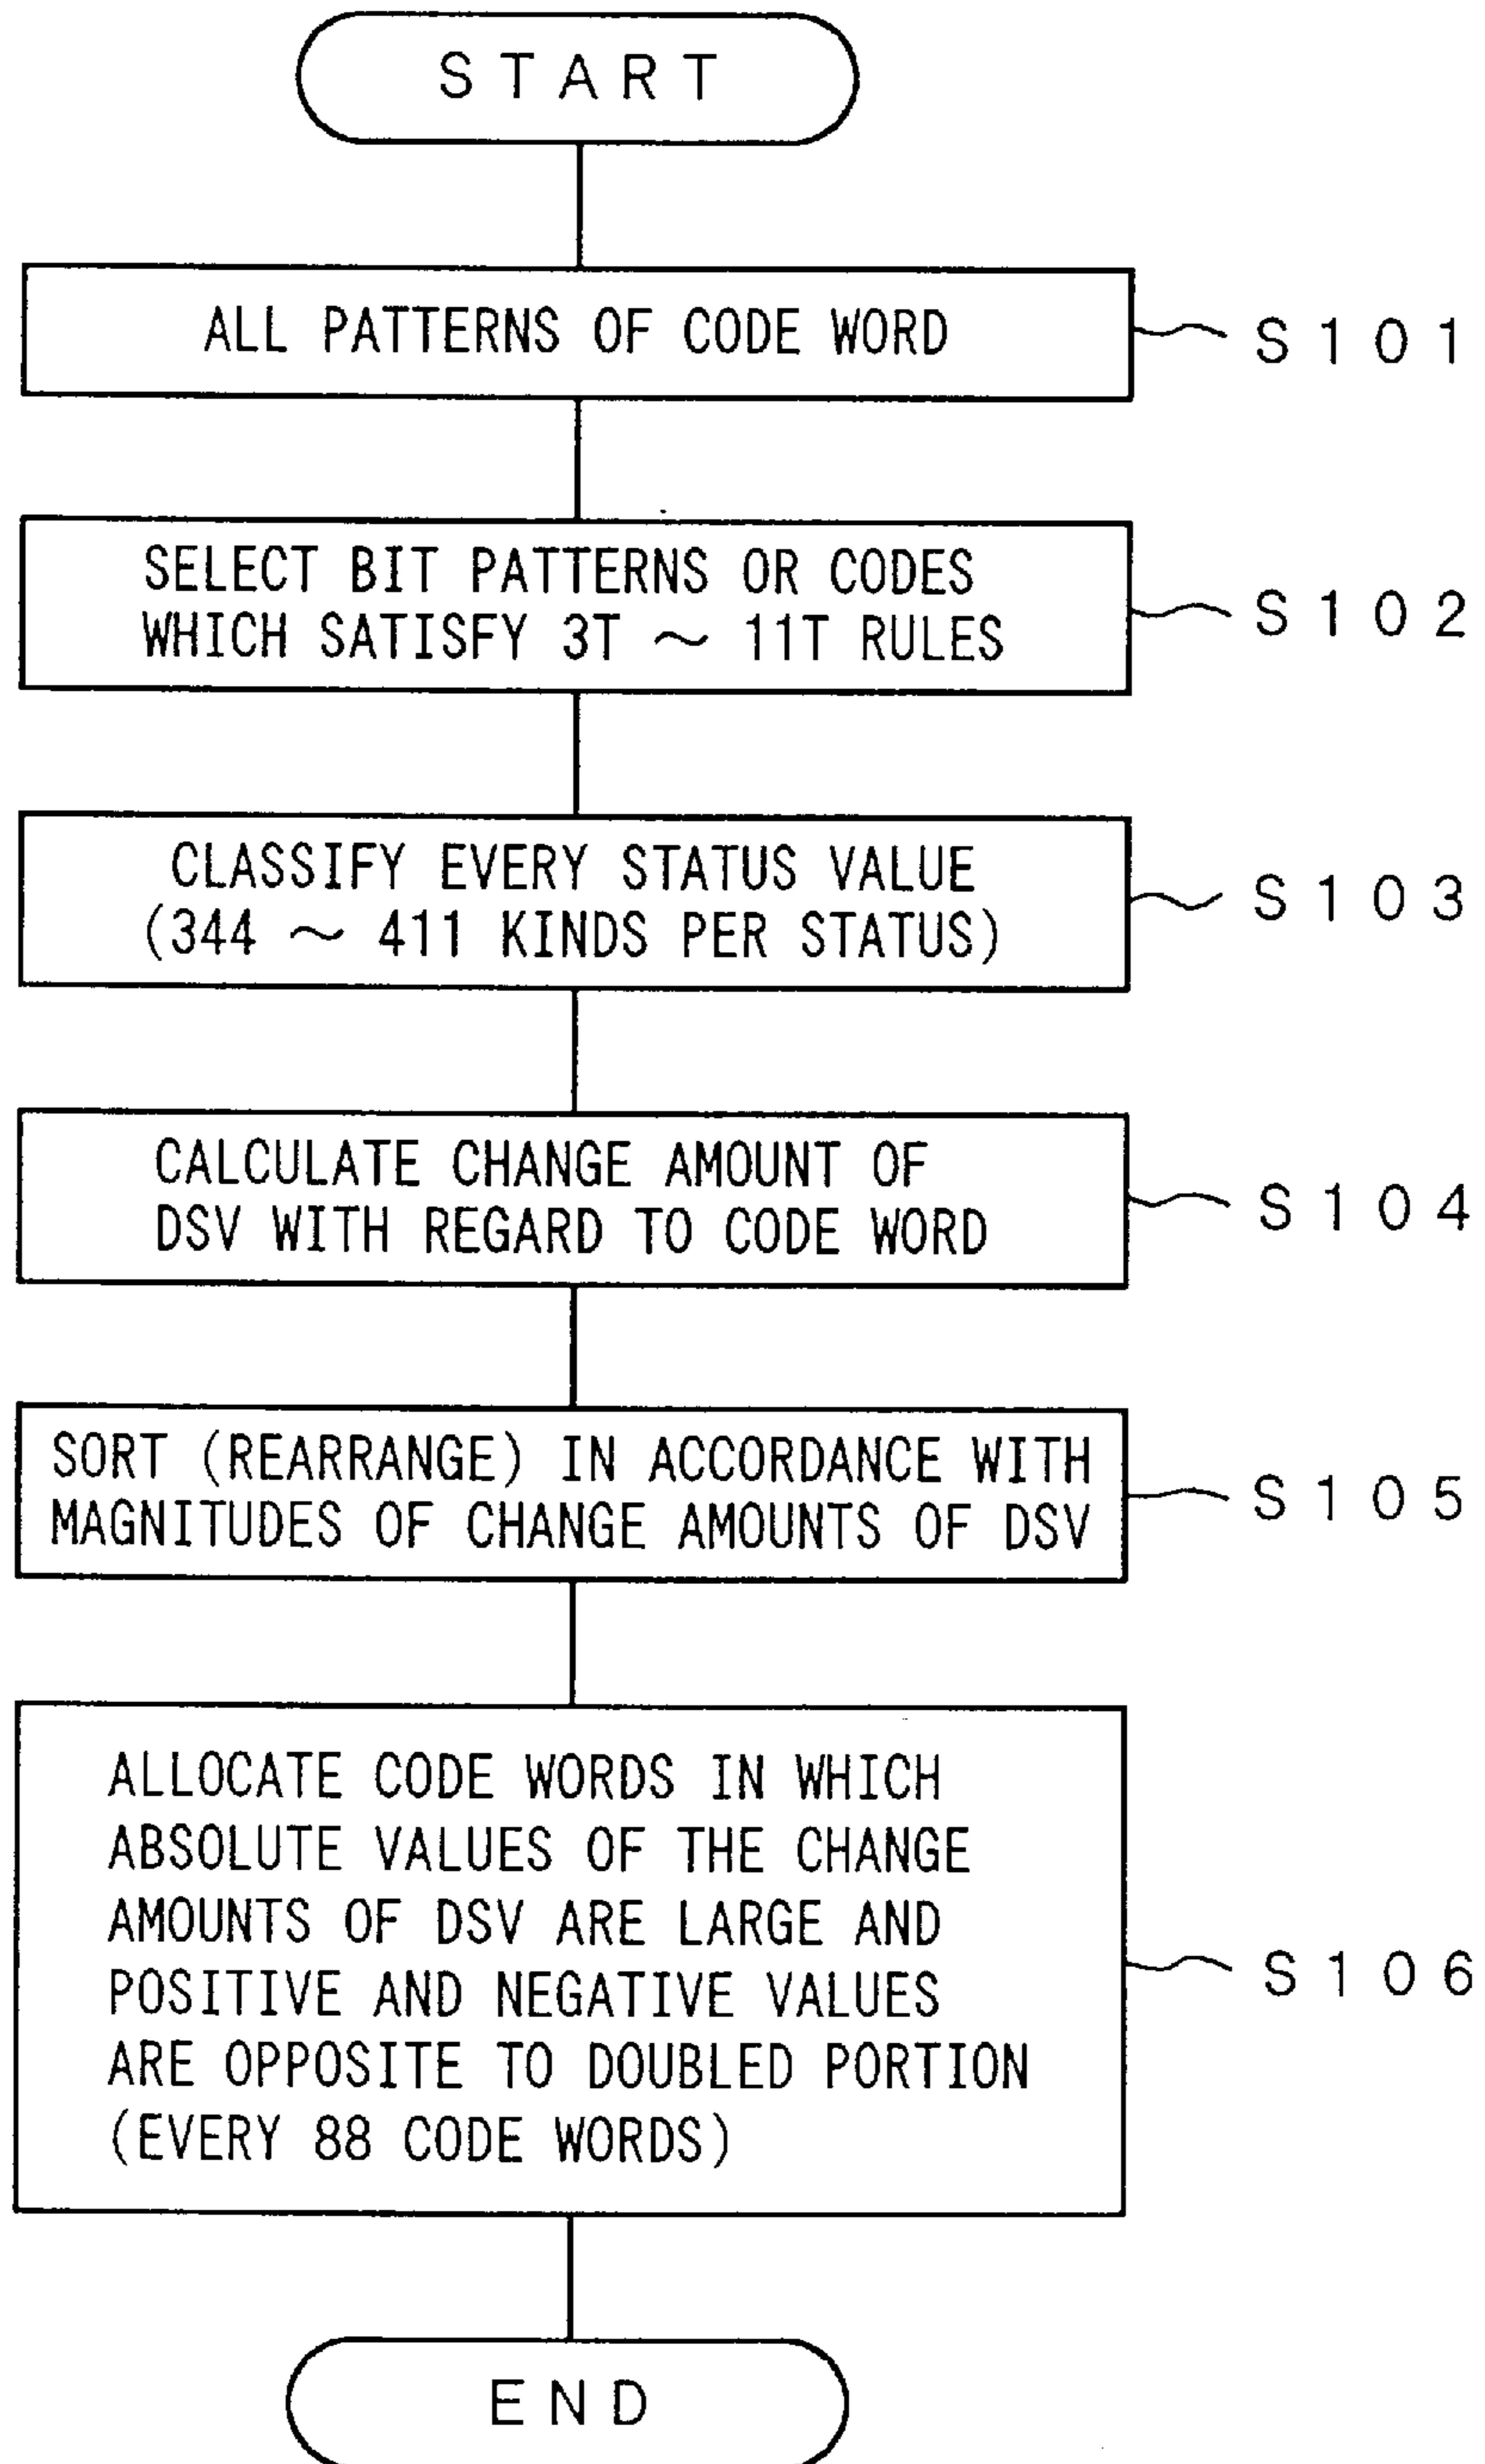 START
ALL PATTERNS OF CODE WORD
S101
SELECT BIT PATTERNS OR CODES
WHICH SATISFY 3T ~ 11T RULES
S102
CLASSIFY EVERY STATUS VALUE
(344 ~ 411 KINDS PER STATUS)
S103
CALCULATE CHANGE AMOUNT OF
DSV WITH REGARD TO CODE WORD
S104
SORT (REARRANGE) IN ACCORDANCE WITH
MAGNITUDES OF CHANGE AMOUNTS OF DSV
S105
ALLOCATE CODE WORDS IN WHICH
ABSOLUTE VALUES OF THE CHANGE
AMOUNTS OF DSV ARE LARGE AND
POSITIVE AND NEGATIVE VALUES
ARE OPPOSITE TO DOUBLED PORTION
(EVERY 88 CODE WORDS)
S106
END